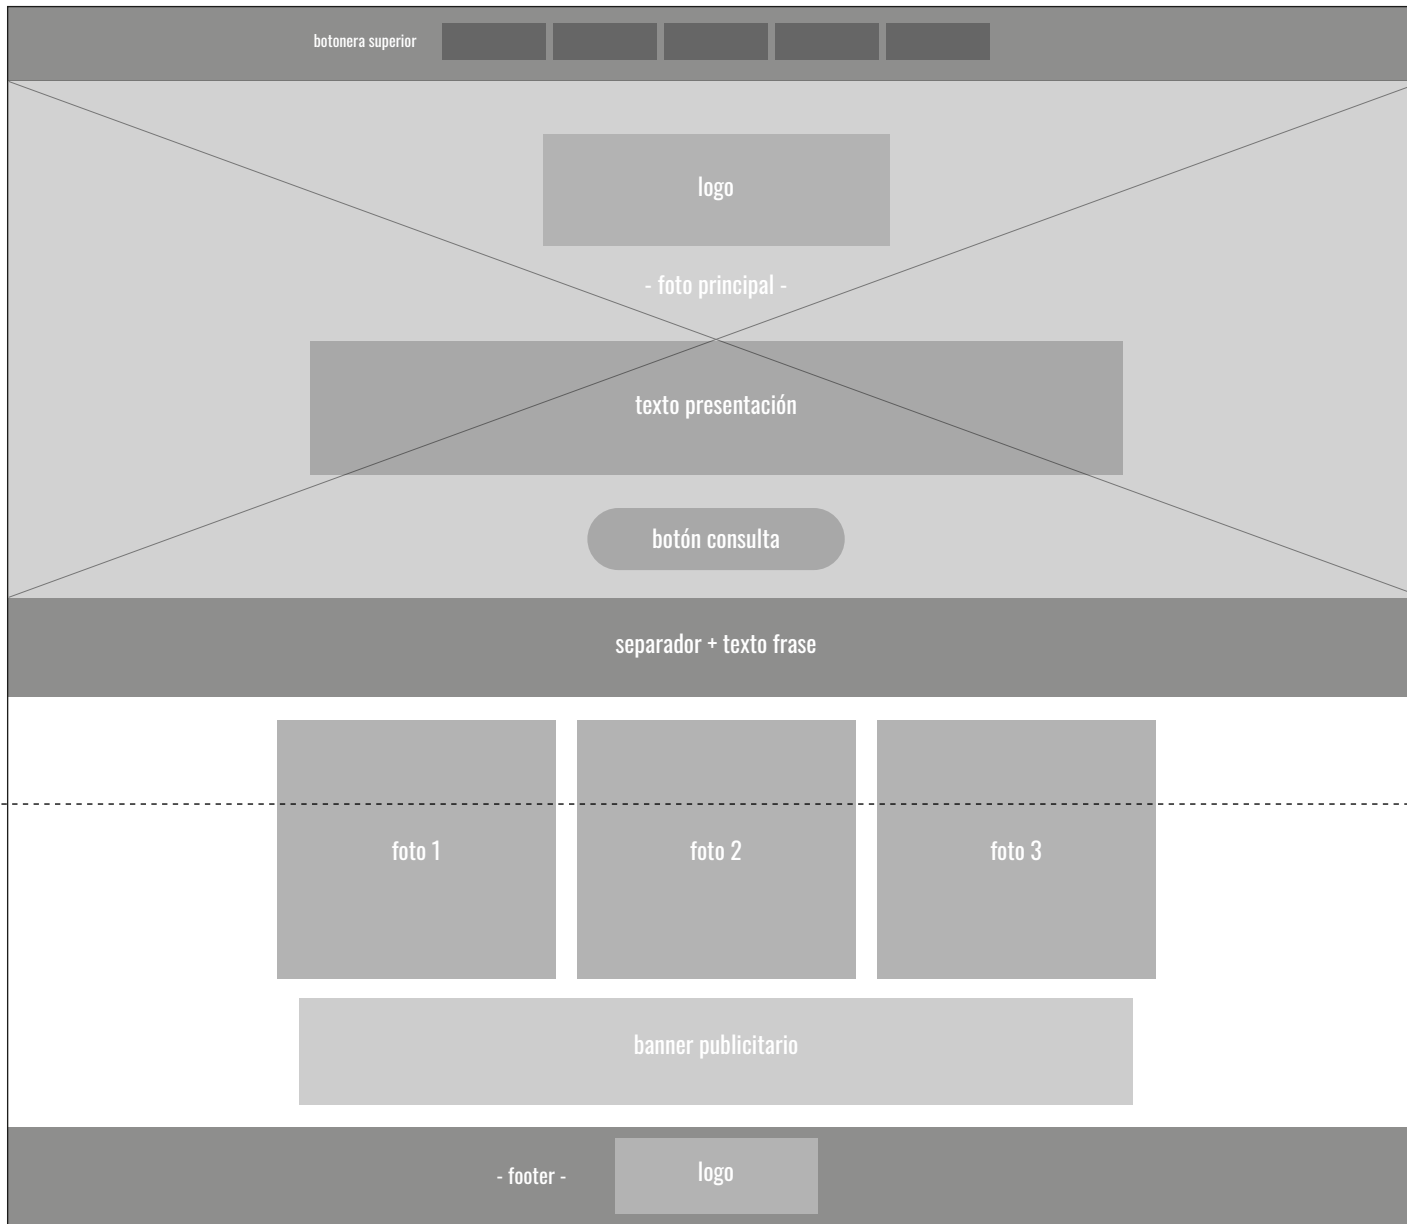 botonera superior
logo
- foto principal -
texto presentación
botón consulta
separador + texto frase
foto 1
foto 2
foto 3
banner publicitario
- footer -
logo